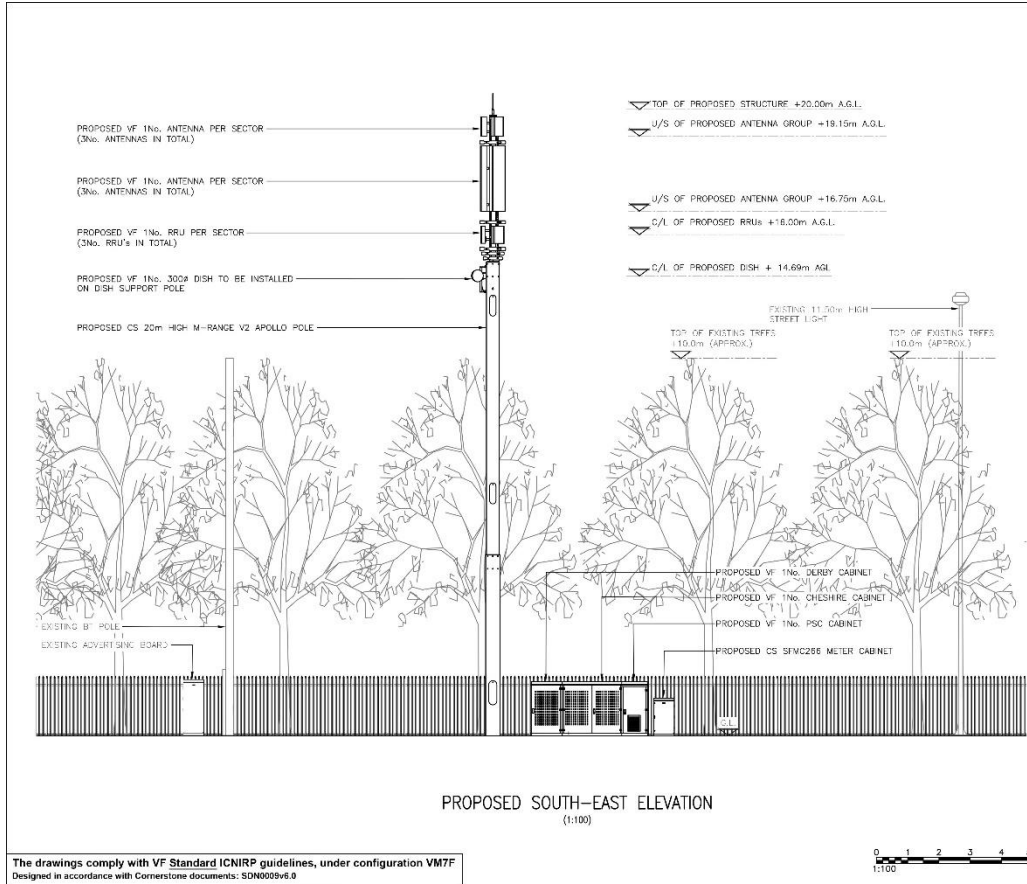 PROPOSED VF 1No. ANTENNA PER SECTOR
(3No. ANTENNAS IN TOTAL)
PROPOSED VF 1No. ANTENNA PER SECTOR
(3No. ANTENNAS IN TOTAL)
PROPOSED VF 1No. RRU PER SECTOR
(3No. RRU's IN TOTAL)
PROPOSED VF 1No. 300ø DISH TO BE INSTALLED
ON DISH SUPPORT POLE
PROPOSED CS 20m HIGH M-RANGE V2 APOLLO POLE
TOP OF PROPOSED STRUCTURE +20.00m A.G.L.
U/S OF PROPOSED ANTENNA GROUP +19.15m A.G.L.
U/S OF PROPOSED ANTENNA GROUP +16.75m A.G.L.
C/L OF PROPOSED RRUs +16.00m A.G.L.
C/L OF PROPOSED DISH + 14.69m AGL
EXISTING 11.50m HIGH
STREET LIGHT
TOP OF EXISTING TREES
+10.0m (APPROX.)
TOP OF EXISTING TREES
+10.0m (APPROX.)
PROPOSED VF 1No. DERBY CABINET
PROPOSED VF 1No. CHESHIRE CABINET
PROPOSED VF 1No. PSC CABINET
PROPOSED CS SFMC266 METER CABINET
EXISTING BT POLE
EXISTING ADVERTISING BOARD
G.L.
PROPOSED SOUTH-EAST ELEVATION
(1:100)
The drawings comply with VF Standard ICNIRP guidelines, under configuration VM7F
Designed in accordance with Cornerstone documents: SDN0009v6.0
0 1 2 3 4
1:100